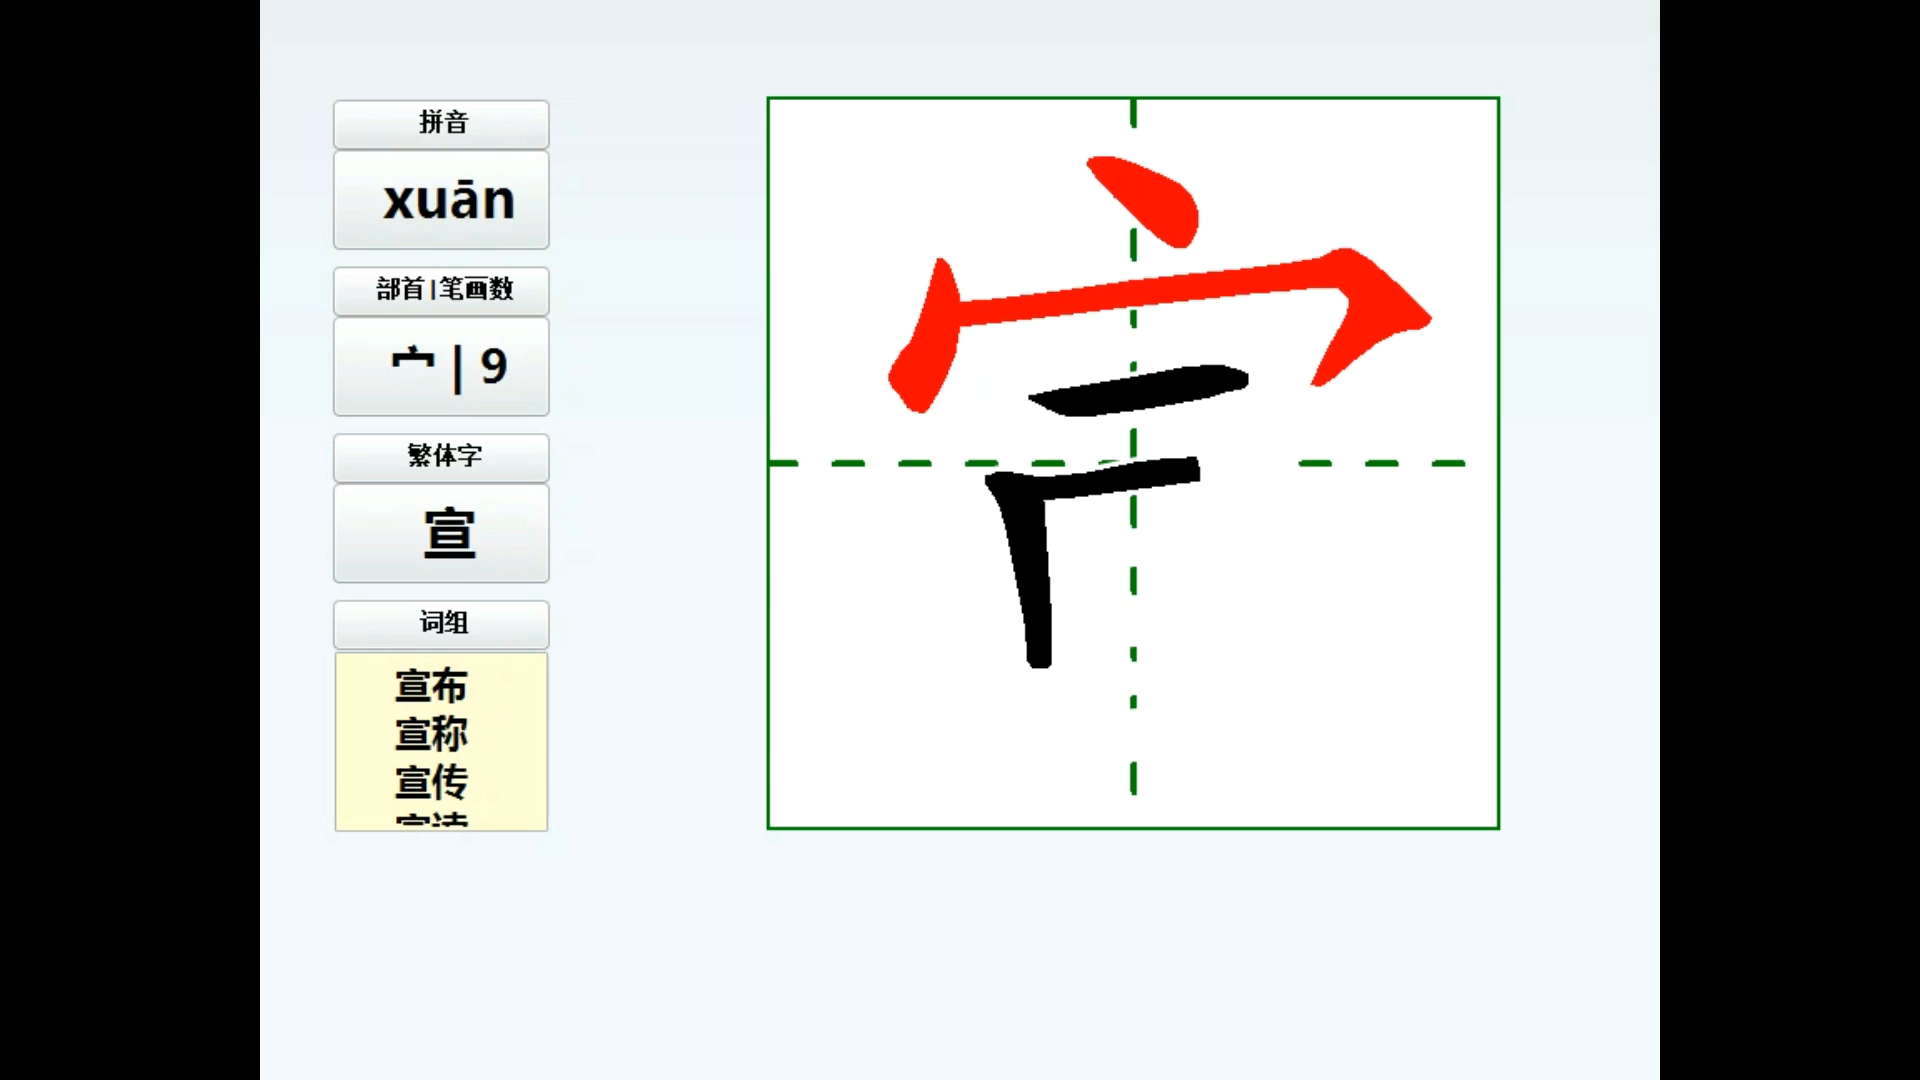 拼音
xuān
部首|笔画数
宀 | 9
繁体字
宣
词组
宣布
宣称
宣传